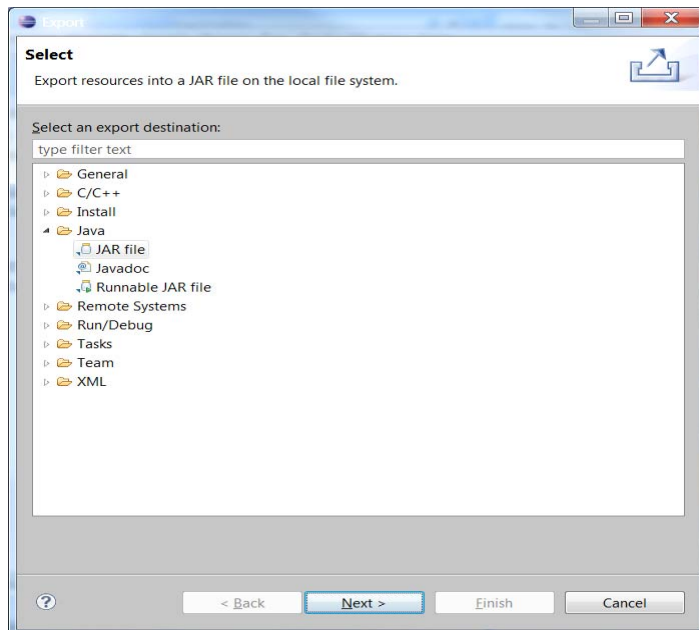 Export
Select
Export resources into a JAR file on the local file system.
Select an export destination:
type filter text
General
C/C++
Install
Java
JAR file
Javadoc
Runnable JAR file
Remote Systems
Run/Debug
Tasks
Team
XML
? < Back Next > Finish Cancel